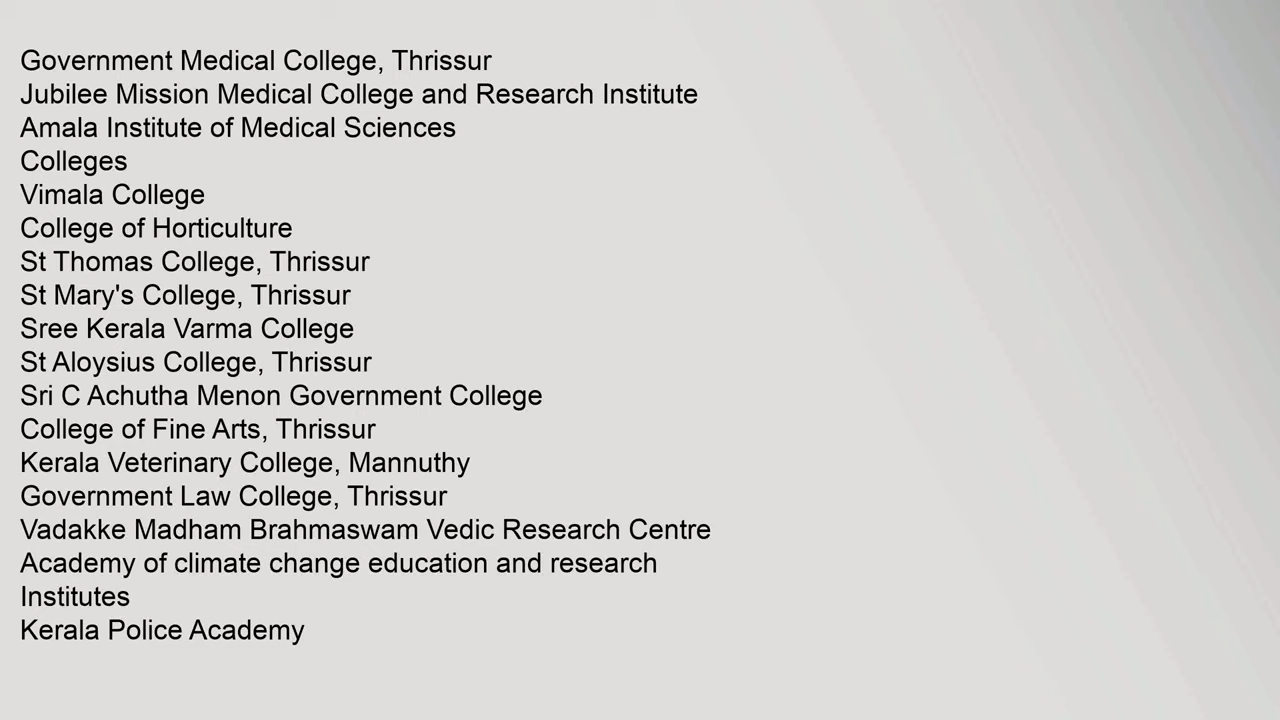 Government Medical College, Thrissur
Jubilee Mission Medical College and Research Institute
Amala Institute of Medical Sciences
Colleges
Vimala College
College of Horticulture
St Thomas College, Thrissur
St Mary's College, Thrissur
Sree Kerala Varma College
St Aloysius College, Thrissur
Sri C Achutha Menon Government College
College of Fine Arts, Thrissur
Kerala Veterinary College, Mannuthy
Government Law College, Thrissur
Vadakke Madham Brahmaswam Vedic Research Centre
Academy of climate change education and research
Institutes
Kerala Police Academy